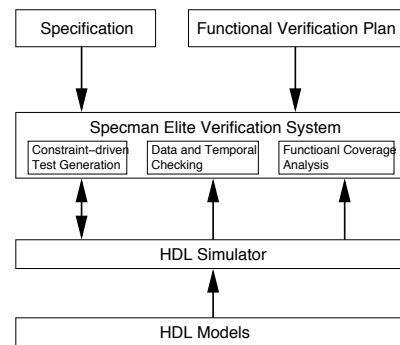 Specification
Functional Verification Plan
Specman Elite Verification System
Constraint−driven
Test Generation
Data and Temporal
Checking
Functioanl Coverage
Analysis
HDL Simulator
HDL Models